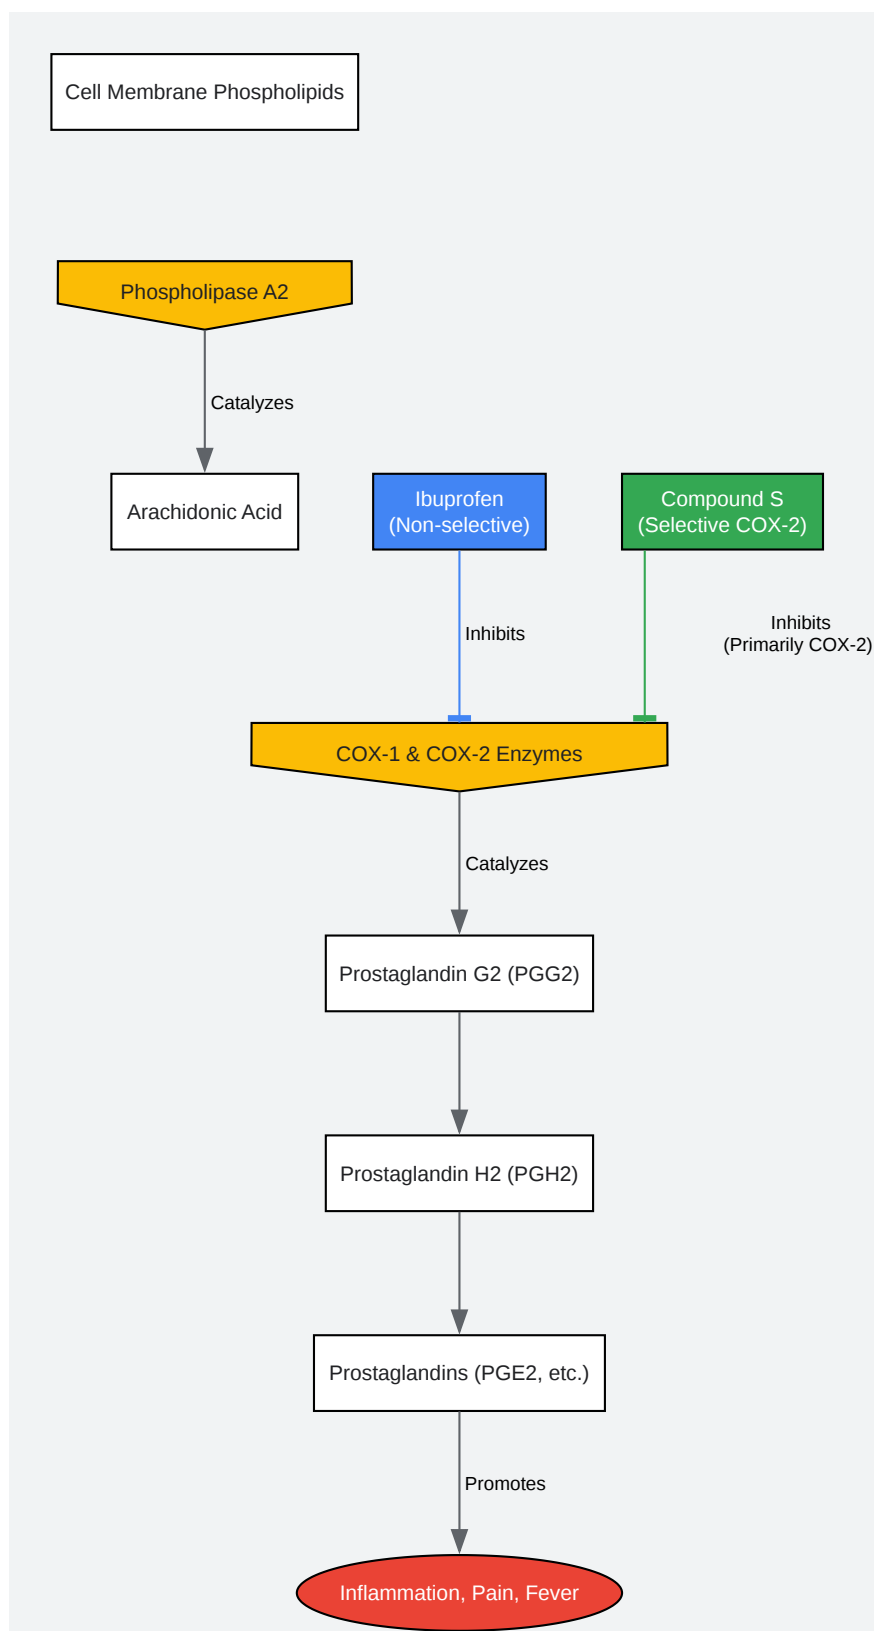 Cell Membrane Phospholipids
Phospholipase A2
Catalyzes
Arachidonic Acid
Ibuprofen
(Non-selective)
Compound S
(Selective COX-2)
Inhibits
Inhibits
(Primarily COX-2)
COX-1 & COX-2 Enzymes
Catalyzes
Prostaglandin G2 (PGG2)
Prostaglandin H2 (PGH2)
Prostaglandins (PGE2, etc.)
Promotes
Inflammation, Pain, Fever